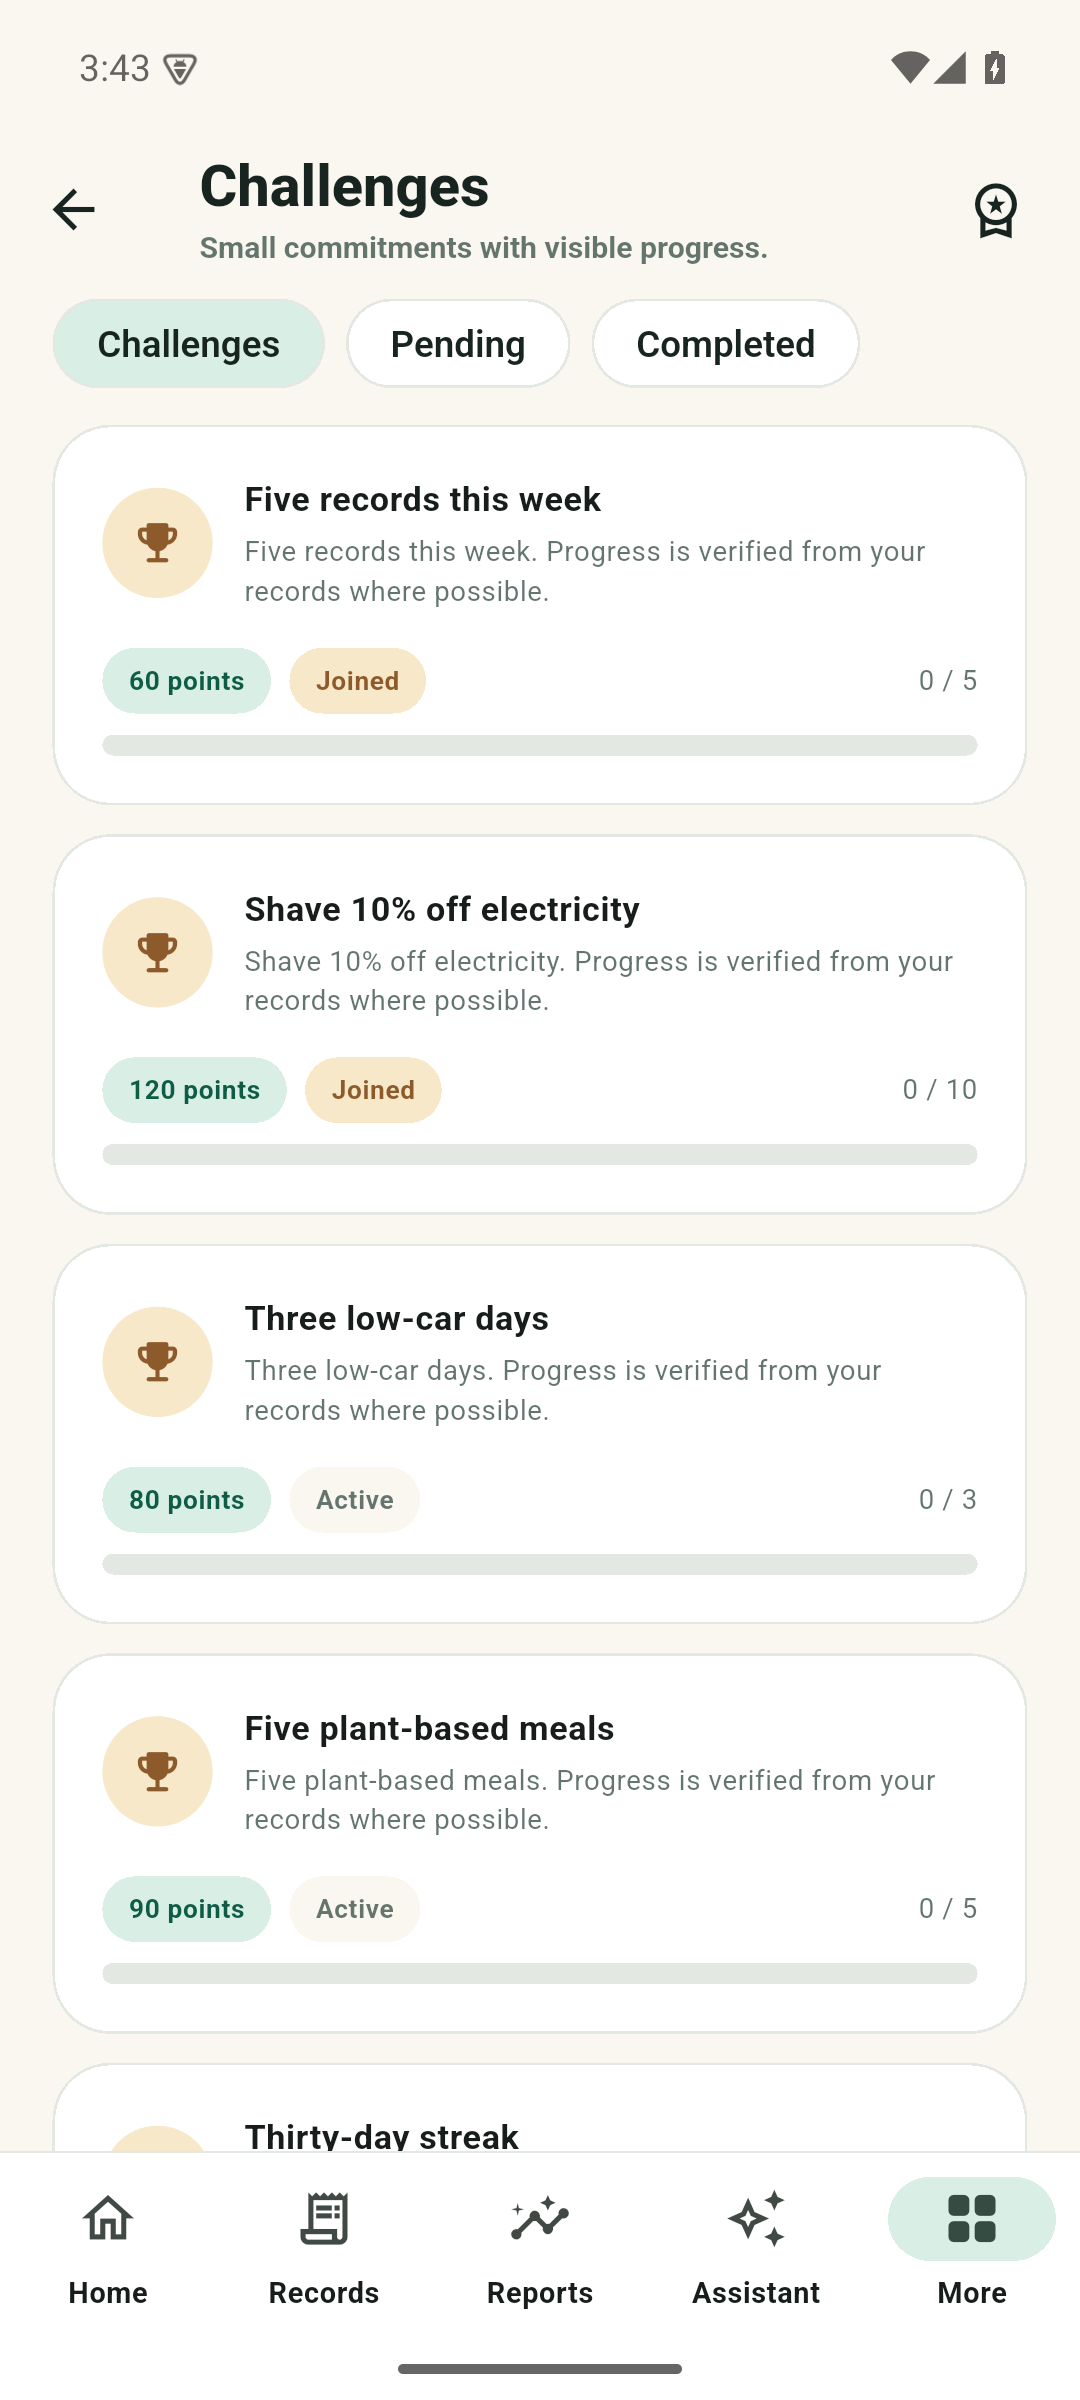 3:43
Challenges
Small commitments with visible progress.
Challenges
Pending
Completed
Five records this week
Five records this week. Progress is verified from your
records where possible.
60 points
Joined
0 / 5
Shave 10% off electricity
Shave 10% off electricity. Progress is verified from your
records where possible.
120 points
Joined
0 / 10
Three low-car days
Three low-car days. Progress is verified from your
records where possible.
80 points
Active
0 / 3
Five plant-based meals
Five plant-based meals. Progress is verified from your
records where possible.
90 points
Active
0 / 5
Thirty-day streak
Home
Records
Reports
Assistant
More